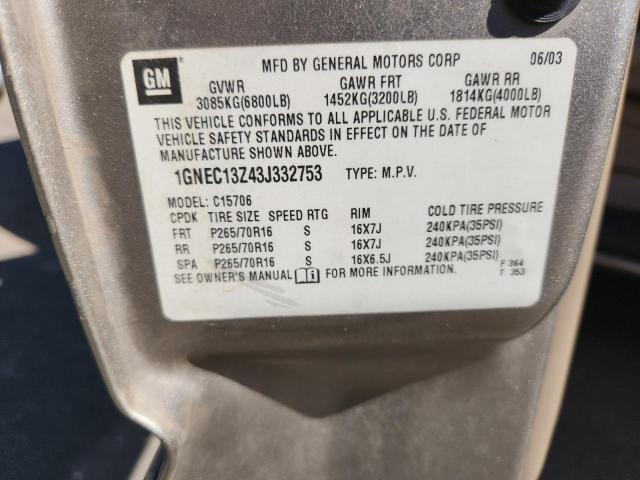 GM
MFD BY GENERAL MOTORS CORP 06/03
GVWR GAWR FRT GAWR RR
3085KG(6800LB) 1452KG(3200LB) 1814KG(4000LB)
THIS VEHICLE CONFORMS TO ALL APPLICABLE U.S. FEDERAL MOTOR
VEHICLE SAFETY STANDARDS IN EFFECT ON THE DATE OF
MANUFACTURE SHOWN ABOVE.
1GNEC13Z43J332753 TYPE: M.P.V.
MODEL: C15706
CPDK TIRE SIZE SPEED RTG RIM COLD TIRE PRESSURE
FRT P265/70R16 S 16X7J 240KPA(35PSI)
RR P265/70R16 S 16X7J 240KPA(35PSI)
SPA P265/70R16 S 16X6.5J 240KPA(35PSI)
SEE OWNER'S MANUAL FOR MORE INFORMATION.
F 364
T 353